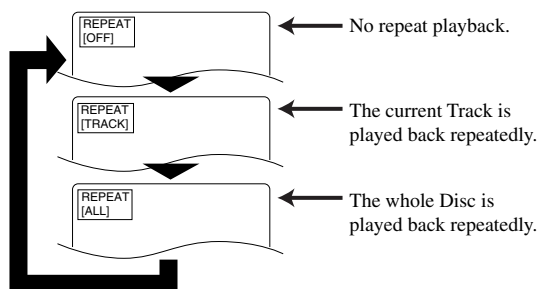 REPEAT
[OFF]
No repeat playback.
REPEAT
[TRACK]
The current Track is
played back repeatedly.
REPEAT
[ALL]
The whole Disc is
played back repeatedly.